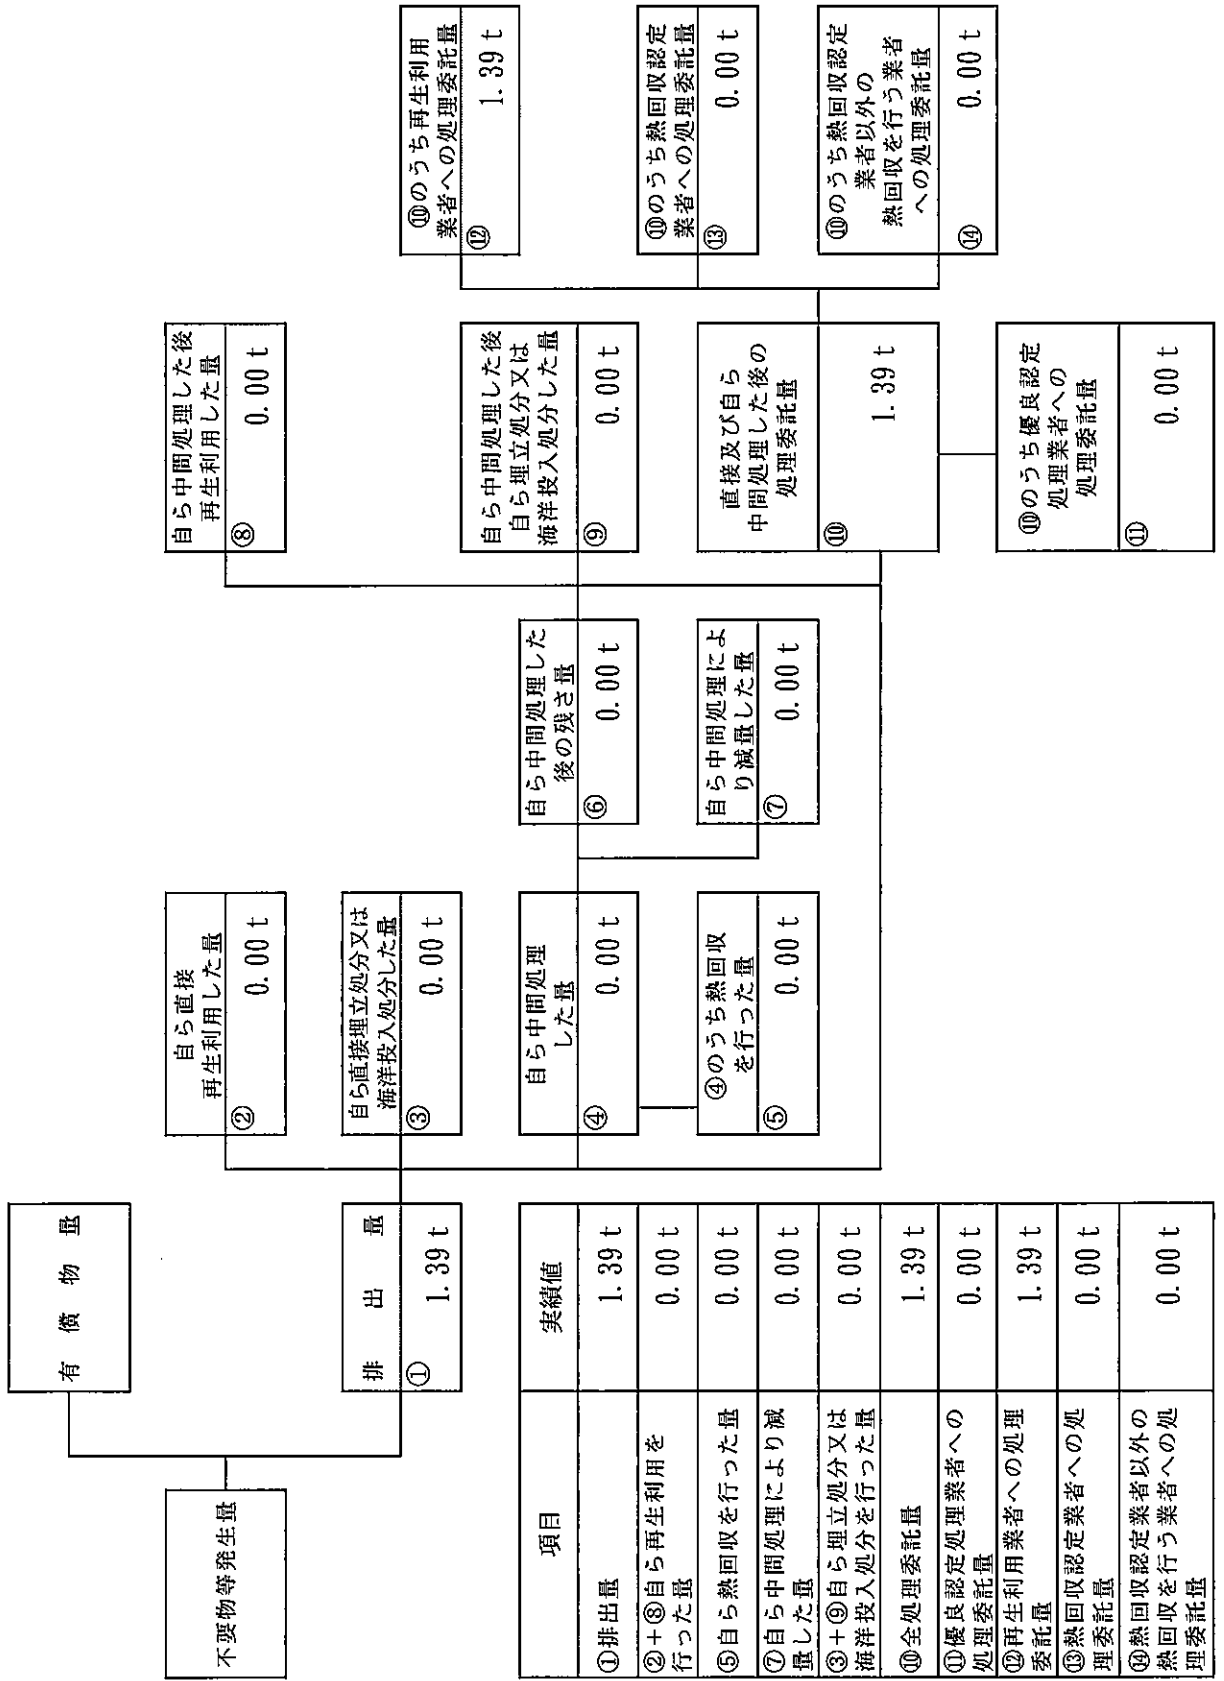 不要物等発生量
有償物量
排出量
①
1.39 t
自ら直接
再生利用した量
②
0.00 t
自ら直接埋立処分又は
海洋投入処分した量
③
0.00 t
自ら中間処理
した量
④
0.00 t
④のうち熱回収
を行った量
⑤
0.00 t
自ら中間処理した
後の残さ量
⑥
0.00 t
自ら中間処理によ
り減量した量
⑦
0.00 t
自ら中間処理した後
再生利用した量
⑧
0.00 t
自ら中間処理した後
自ら埋立処分又は
海洋投入処分した量
⑨
0.00 t
直接及び自ら
中間処理した後の
処理委託量
⑩
1.39 t
⑩のうち優良認定
処理業者への
処理委託量
⑪
0.00 t
⑩のうち再生利用
業者への処理委託量
⑫
1.39 t
⑩のうち熱回収認定
業者への処理委託量
⑬
0.00 t
⑩のうち熱回収認定
業者以外の
熱回収を行う業者
への処理委託量
⑭
0.00 t
項目 実績値
①排出量 1.39 t
②+⑧自ら再生利用を
行った量 0.00 t
⑤自ら熱回収を行った量 0.00 t
⑦自ら中間処理により減
量した量 0.00 t
③+⑨自ら埋立処分又は
海洋投入処分を行った量 0.00 t
⑩全処理委託量 1.39 t
⑪優良認定処理業者への
処理委託量 0.00 t
⑫再生利用業者への処理
委託量 1.39 t
⑬熱回収認定業者への処
理委託量 0.00 t
⑭熱回収認定業者以外の
熱回収を行う業者への処
理委託量 0.00 t